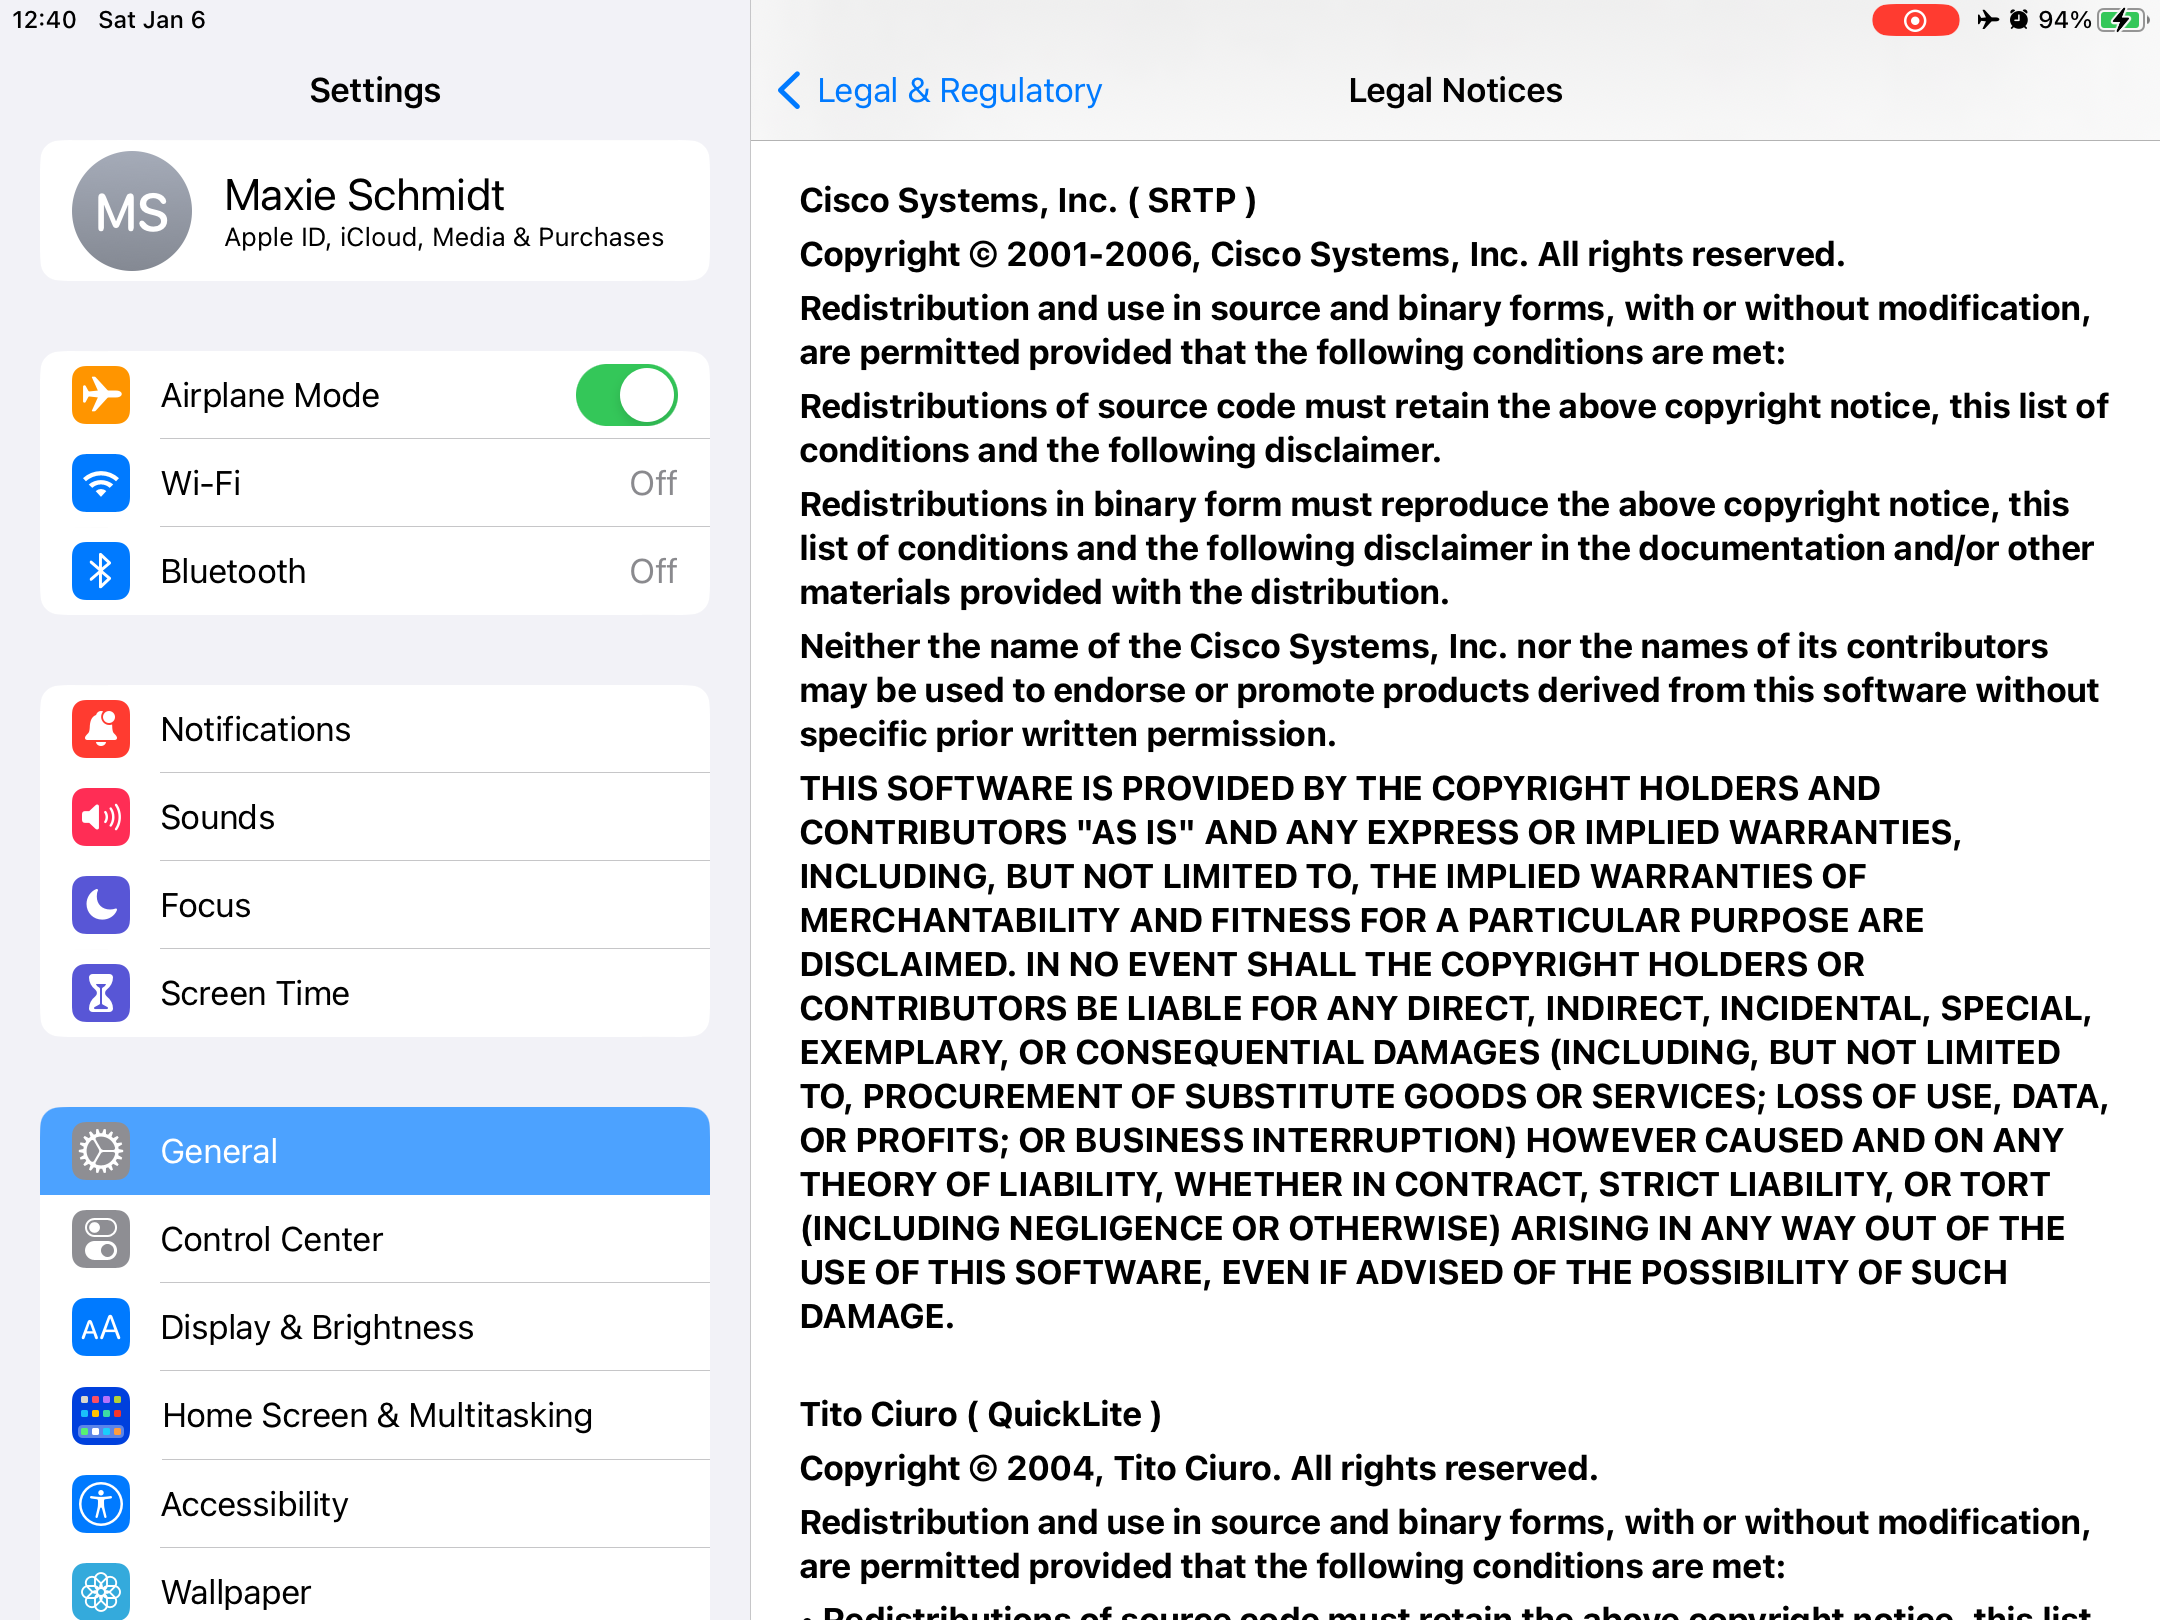 12:40 Sat Jan 6
94%
Settings
MS
Maxie Schmidt
Apple ID, iCloud, Media & Purchases
Airplane Mode
Wi-Fi Off
Bluetooth Off
Notifications
Sounds
Focus
Screen Time
General
Control Center
AA Display & Brightness
Home Screen & Multitasking
Accessibility
Wallpaper
Legal & Regulatory
Legal Notices
Cisco Systems, Inc. ( SRTP )
Copyright © 2001-2006, Cisco Systems, Inc. All rights reserved.
Redistribution and use in source and binary forms, with or without modification,
are permitted provided that the following conditions are met:
Redistributions of source code must retain the above copyright notice, this list of
conditions and the following disclaimer.
Redistributions in binary form must reproduce the above copyright notice, this
list of conditions and the following disclaimer in the documentation and/or other
materials provided with the distribution.
Neither the name of the Cisco Systems, Inc. nor the names of its contributors
may be used to endorse or promote products derived from this software without
specific prior written permission.
THIS SOFTWARE IS PROVIDED BY THE COPYRIGHT HOLDERS AND
CONTRIBUTORS "AS IS" AND ANY EXPRESS OR IMPLIED WARRANTIES,
INCLUDING, BUT NOT LIMITED TO, THE IMPLIED WARRANTIES OF
MERCHANTABILITY AND FITNESS FOR A PARTICULAR PURPOSE ARE
DISCLAIMED. IN NO EVENT SHALL THE COPYRIGHT HOLDERS OR
CONTRIBUTORS BE LIABLE FOR ANY DIRECT, INDIRECT, INCIDENTAL, SPECIAL,
EXEMPLARY, OR CONSEQUENTIAL DAMAGES (INCLUDING, BUT NOT LIMITED
TO, PROCUREMENT OF SUBSTITUTE GOODS OR SERVICES; LOSS OF USE, DATA,
OR PROFITS; OR BUSINESS INTERRUPTION) HOWEVER CAUSED AND ON ANY
THEORY OF LIABILITY, WHETHER IN CONTRACT, STRICT LIABILITY, OR TORT
(INCLUDING NEGLIGENCE OR OTHERWISE) ARISING IN ANY WAY OUT OF THE
USE OF THIS SOFTWARE, EVEN IF ADVISED OF THE POSSIBILITY OF SUCH
DAMAGE.
Tito Ciuro ( QuickLite )
Copyright © 2004, Tito Ciuro. All rights reserved.
Redistribution and use in source and binary forms, with or without modification,
are permitted provided that the following conditions are met:
• Redistributions of source code must retain the above copyright notice, this list